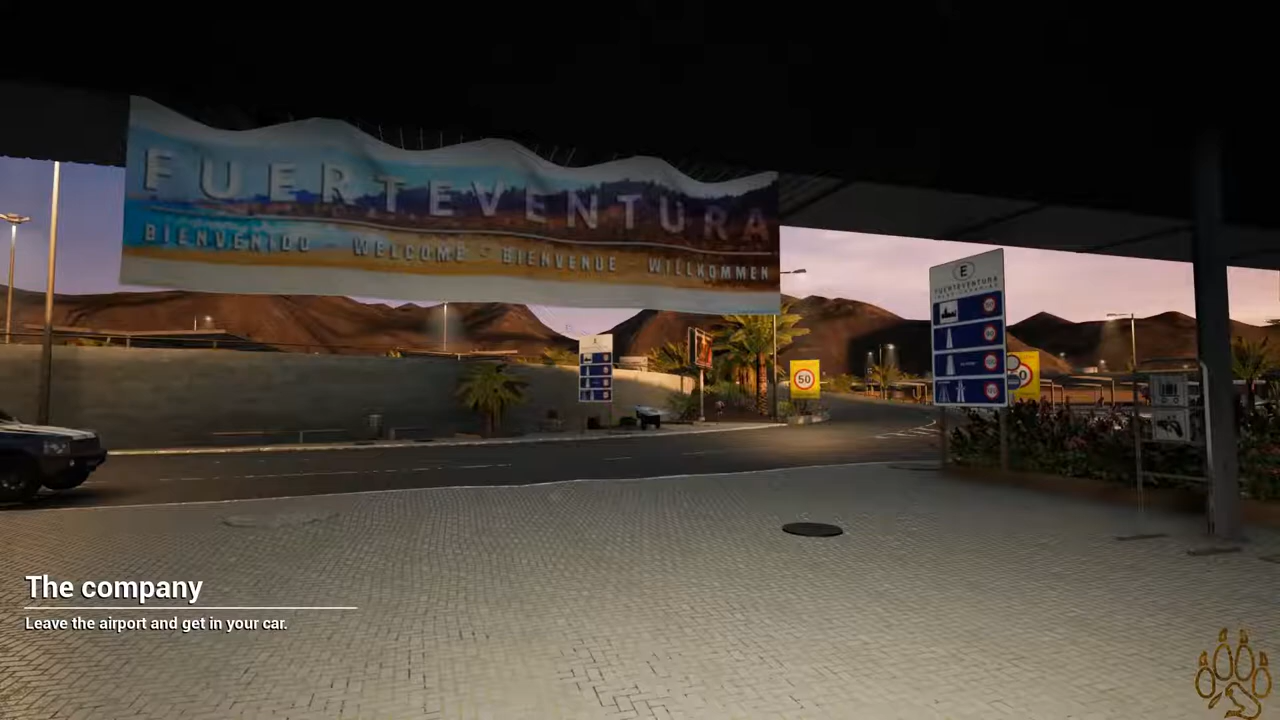 FUERTEVENTURA
BIENVENIDO - WELCOME - BIENVENUE WILLKOMMEN
E
FUERTEVENTURA
50
The company
Leave the airport and get in your car.